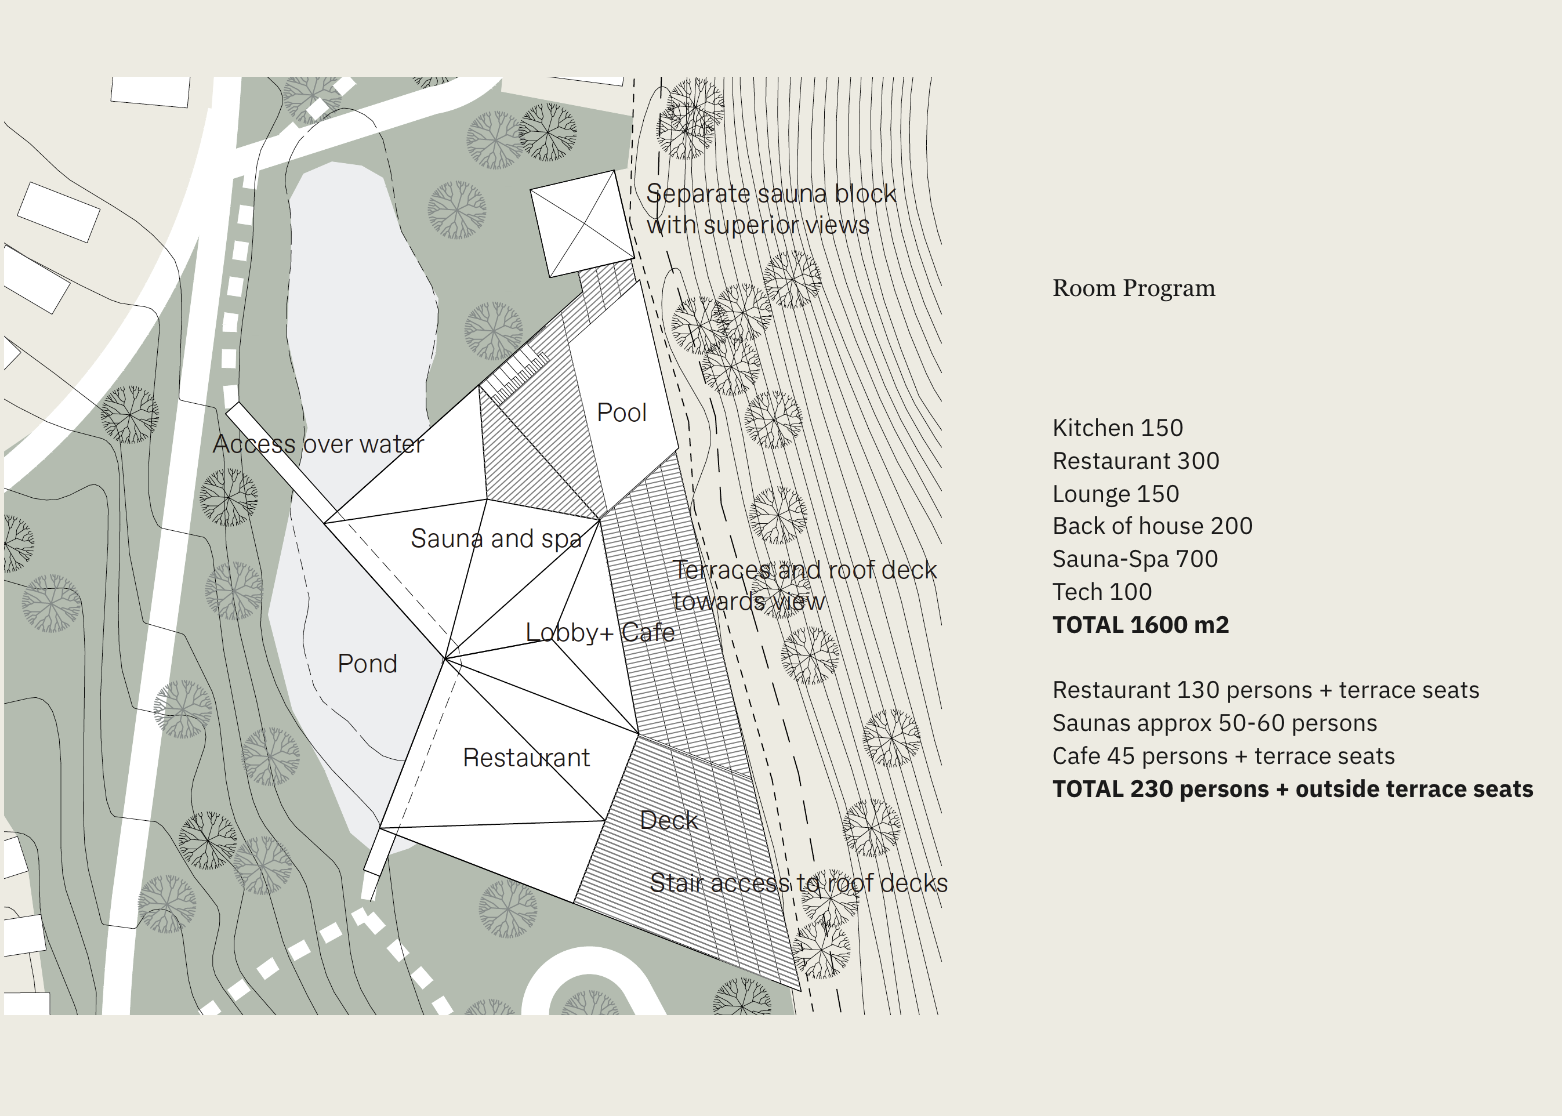 Separate sauna block
with superior views
Pool
Access over water
Sauna and spa
Terraces and roof deck
towards view
Lobby+ Cafe
Pond
Restaurant
Deck
Stair access to roof decks
Room Program
Kitchen 150
Restaurant 300
Lounge 150
Back of house 200
Sauna-Spa 700
Tech 100
TOTAL 1600 m2
Restaurant 130 persons + terrace seats
Saunas approx 50-60 persons
Cafe 45 persons + terrace seats
TOTAL 230 persons + outside terrace seats